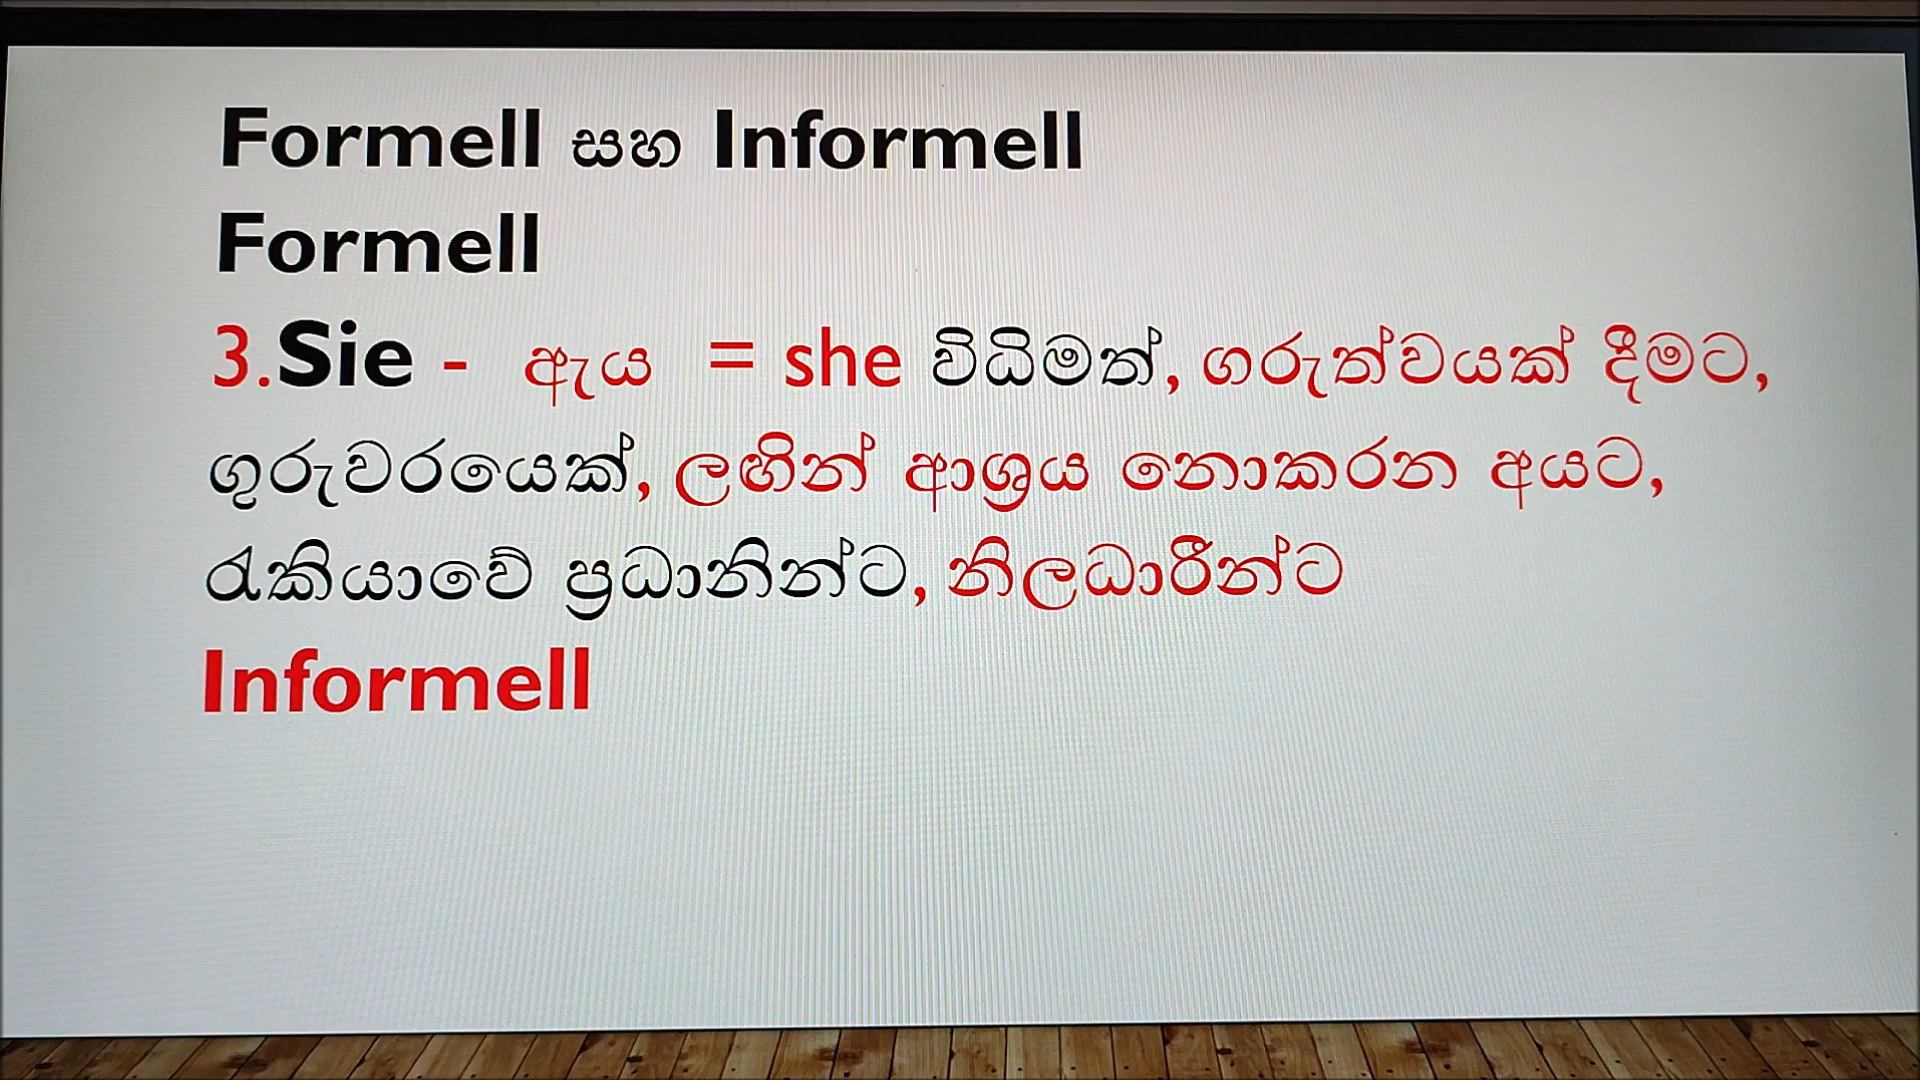 Formell සහ Informell
Formell
3.Sie - ඇය = she විධිමත්, ගරුත්වයක් දීමට,
ගුරුවරයෙක්, ලඟින් ආශ්‍රය නොකරන අයට,
රැකියාවේ ප්‍රධානින්ට, නිලධාරීන්ට
Informell